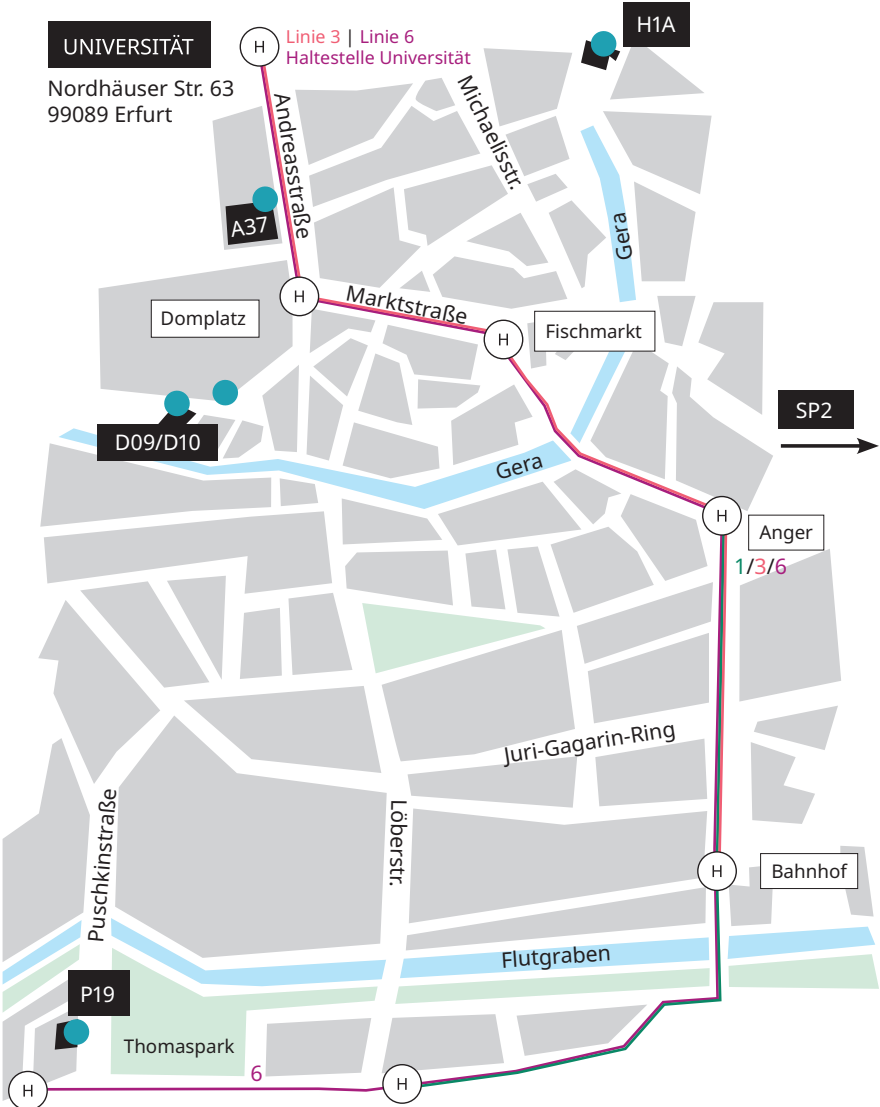 UNIVERSITÄT
Nordhäuser Str. 63
99089 Erfurt
H
Linie 3 | Linie 6
Haltestelle Universität
H1A
Andreasstraße
Michaelisstr.
A37
Gera
H
Marktstraße
Domplatz
H
Fischmarkt
SP2
D09/D10
Gera
H
Anger
1/3/6
Juri-Gagarin-Ring
Puschkinstraße
Löberstr.
H
Bahnhof
Flutgraben
P19
Thomaspark
6
H
H